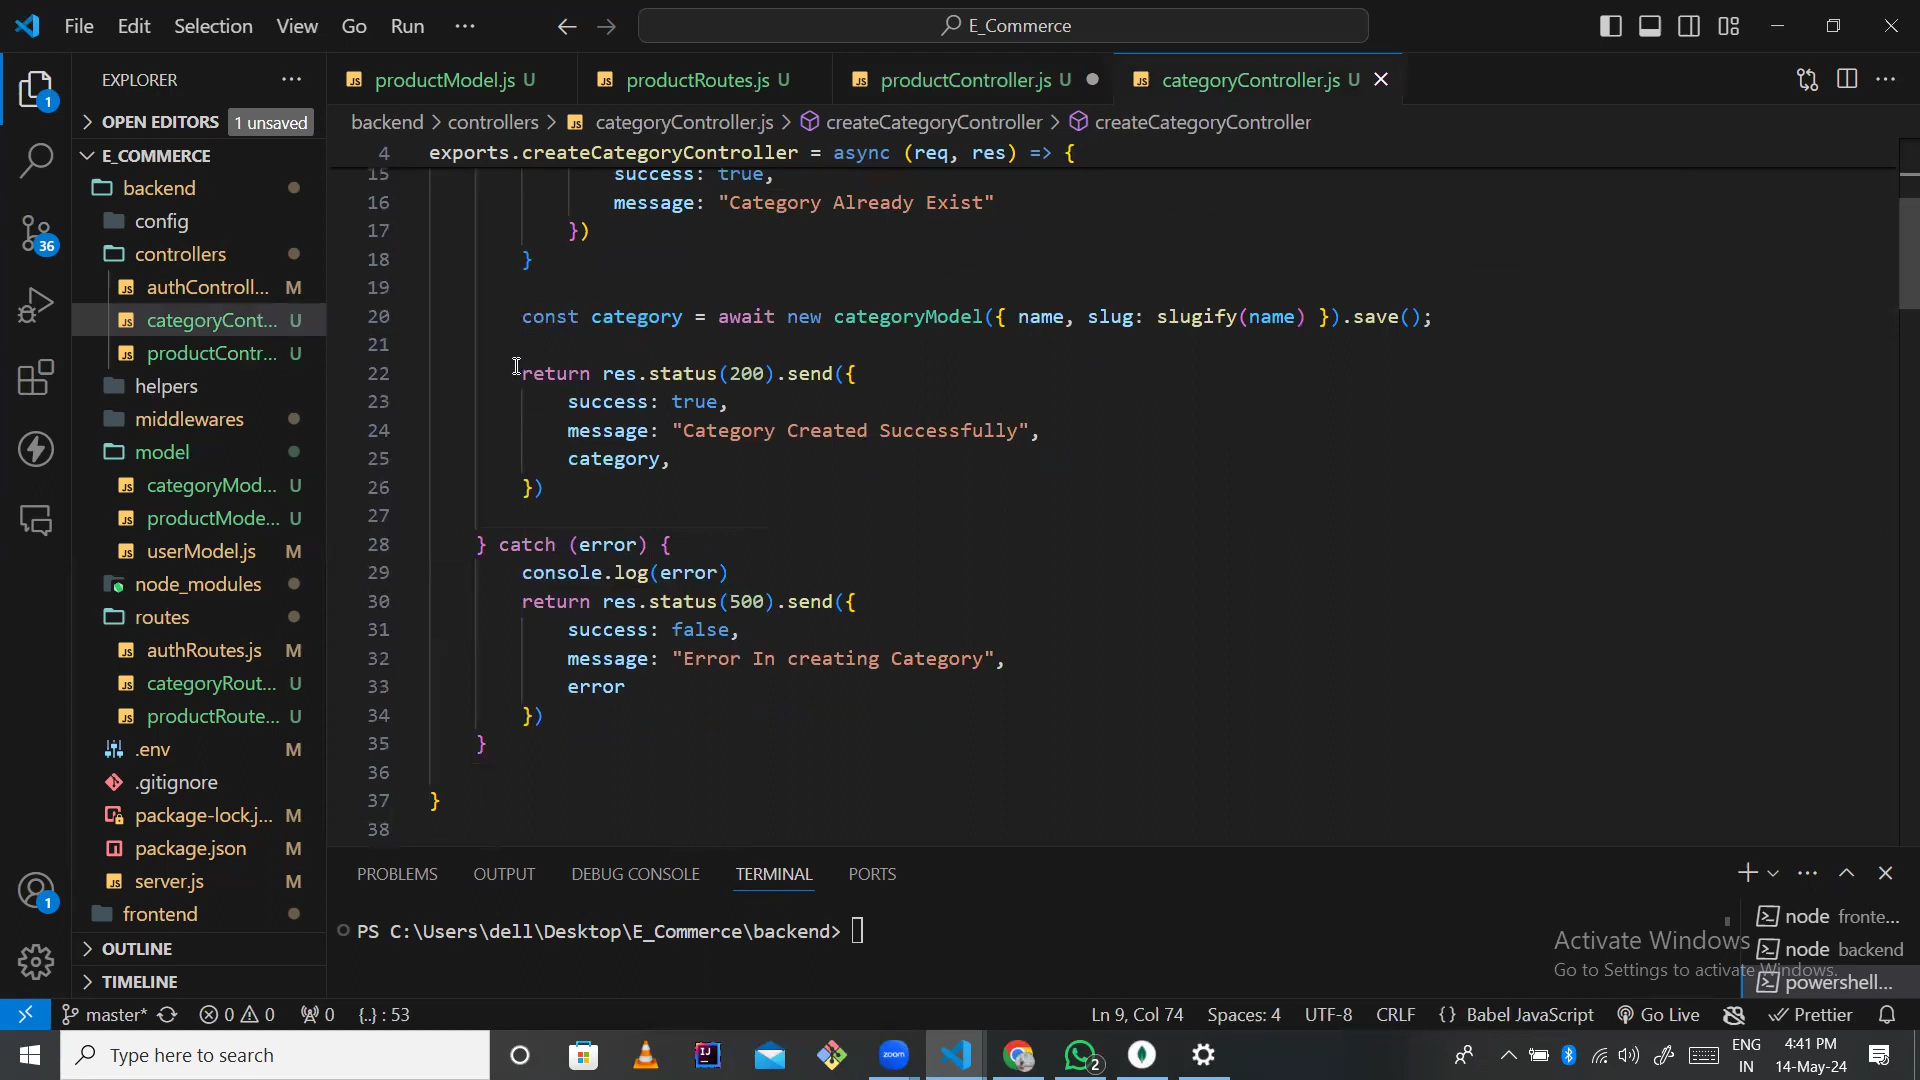 File Edit Selection View Go Run ··· E_Commerce
EXPLORER
productModel.js U productRoutes.js U productController.js U categoryController.js U
OPEN EDITORS 1 unsaved
backend > controllers > categoryController.js > createCategoryController > createCategoryController
E_COMMERCE
backend
config
controllers
authControll... M
categoryCont... U
productContr... U
helpers
middlewares
model
categoryMod... U
productMode... U
userModel.js M
node_modules
routes
authRoutes.js M
categoryRout... U
productRoute... U
.env M
.gitignore
package-lock.j... M
package.json M
server.js M
frontend
OUTLINE
TIMELINE
1
36
1
4 exports.createCategoryController = async (req, res) => {
15 success: true,
16 message: "Category Already Exist"
17 })
18 }
19
20 const category = await new categoryModel({ name, slug: slugify(name) }).save();
21
22 return res.status(200).send({
23 success: true,
24 message: "Category Created Successfully",
25 category,
26 })
27
28 } catch (error) {
29 console.log(error)
30 return res.status(500).send({
31 success: false,
32 message: "Error In creating Category",
33 error
34 })
35 }
36
37 }
38
PROBLEMS OUTPUT DEBUG CONSOLE TERMINAL PORTS
PS C:\Users\dell\Desktop\E_Commerce\backend>
node fronte...
node backend
powershell...
Activate Windows
Go to Settings to activate Windows.
master* 0 0 0 {..} : 53 Ln 9, Col 74 Spaces: 4 UTF-8 CRLF {} Babel JavaScript Go Live Prettier
Type here to search
zoom
2
ENG
IN
4:41 PM
14-May-24